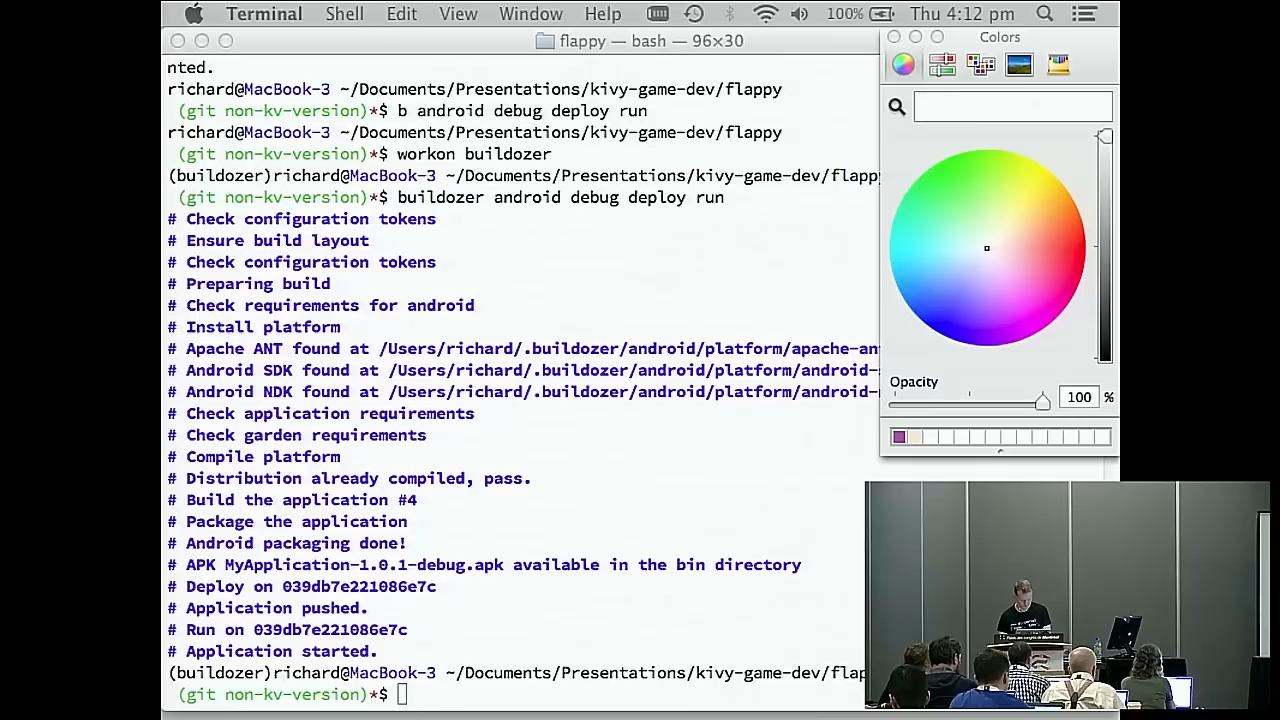 Terminal Shell Edit View Window Help 100% Thu 4:12 pm
flappy — bash — 96×30
Colors
nted.
richard@MacBook-3 ~/Documents/Presentations/kivy-game-dev/flappy
(git non-kv-version)*$ b android debug deploy run
richard@MacBook-3 ~/Documents/Presentations/kivy-game-dev/flappy
(git non-kv-version)*$ workon buildozer
(buildozer)richard@MacBook-3 ~/Documents/Presentations/kivy-game-dev/flappy
(git non-kv-version)*$ buildozer android debug deploy run
# Check configuration tokens
# Ensure build layout
# Check configuration tokens
# Preparing build
# Check requirements for android
# Install platform
# Apache ANT found at /Users/richard/.buildozer/android/platform/apache-an
# Android SDK found at /Users/richard/.buildozer/android/platform/android-
# Android NDK found at /Users/richard/.buildozer/android/platform/android-
# Check application requirements
# Check garden requirements
# Compile platform
# Distribution already compiled, pass.
# Build the application #4
# Package the application
# Android packaging done!
# APK MyApplication-1.0.1-debug.apk available in the bin directory
# Deploy on 039db7e221086e7c
# Application pushed.
# Run on 039db7e221086e7c
# Application started.
(buildozer)richard@MacBook-3 ~/Documents/Presentations/kivy-game-dev/flap
(git non-kv-version)*$
Opacity
100 %